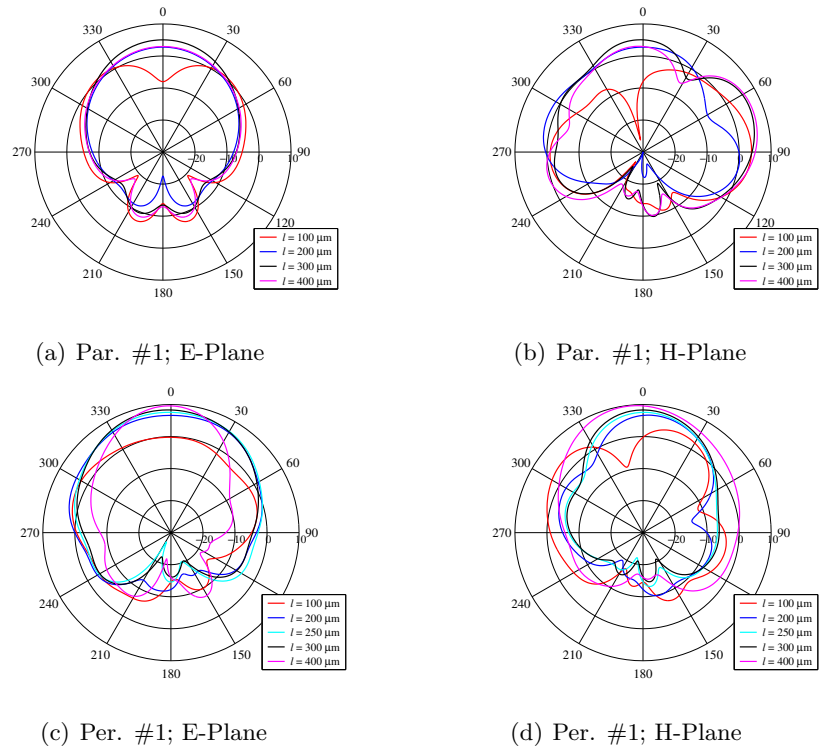 0
330 30
300 60
270 −20 −10 0 10 90
240 120
210 150
180
l = 100 μm
l = 200 μm
l = 300 μm
l = 400 μm
(a) Par. #1; E-Plane
0
330 30
300 60
270 −20 −10 0 10 90
240 120
210 150
180
l = 100 μm
l = 200 μm
l = 300 μm
l = 400 μm
(b) Par. #1; H-Plane
0
330 30
300 60
270 −20 −10 0 10 90
240
210 150
180
l = 100 μm
l = 200 μm
l = 250 μm
l = 300 μm
l = 400 μm
(c) Per. #1; E-Plane
0
330 30
300 60
270 −20 −10 0 10 90
240
210 150
180
l = 100 μm
l = 200 μm
l = 250 μm
l = 300 μm
l = 400 μm
(d) Per. #1; H-Plane